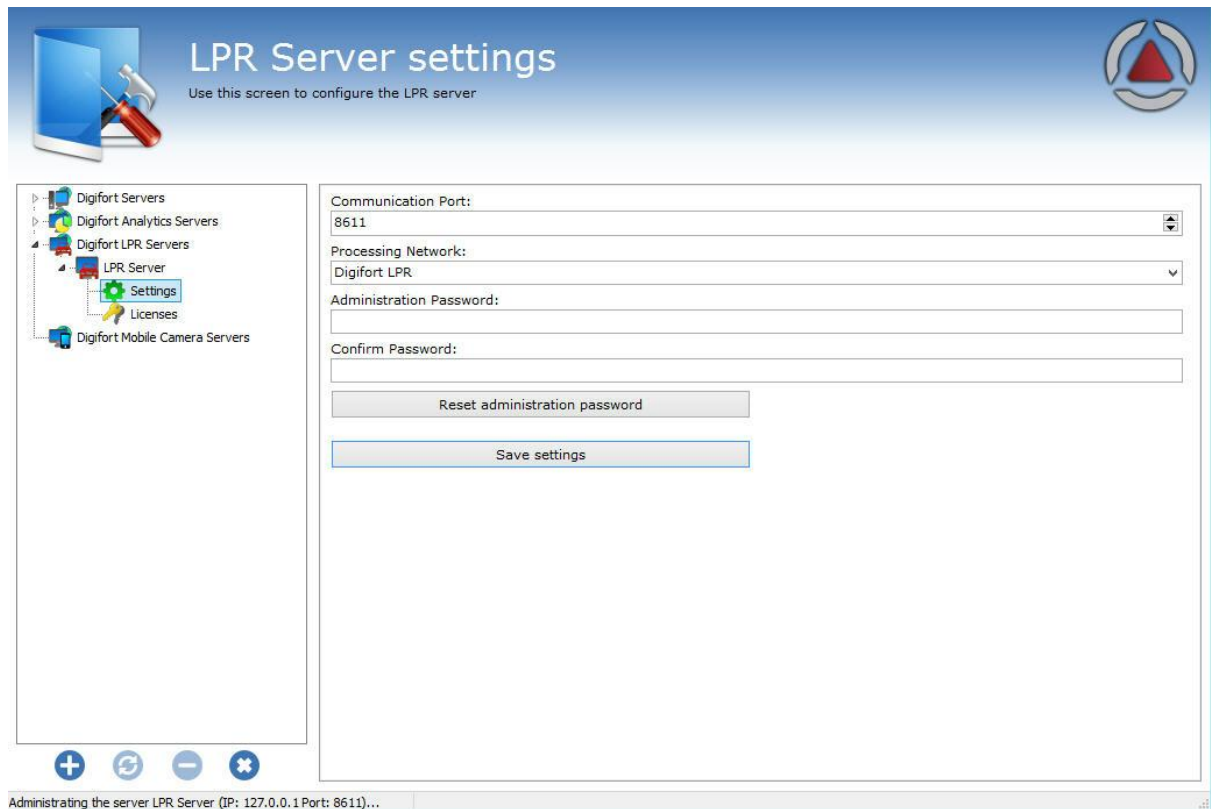 LPR Server settings
Use this screen to configure the LPR server
Digifort Servers
Digifort Analytics Servers
Digifort LPR Servers
LPR Server
Settings
Licenses
Digifort Mobile Camera Servers
Communication Port:
8611
Processing Network:
Digifort LPR
Administration Password:
Confirm Password:
Reset administration password
Save settings
Administrating the server LPR Server (IP: 127.0.0.1 Port: 8611)...